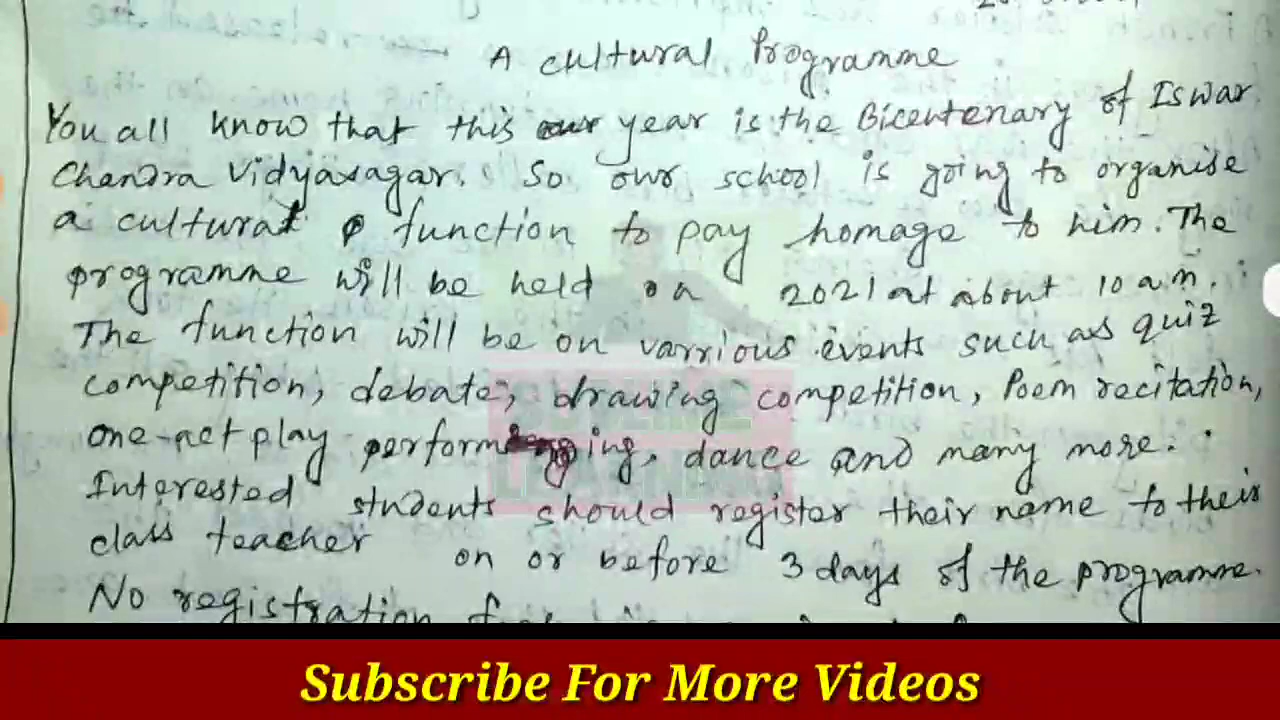 A cultural Programme
You all know that this year is the Bicentenary of Iswar
Chandra Vidyasagar. So our school is going to organise
a cultural function to pay homage to him. The
programme will be held on 2021 at about 10 a.m.
The function will be on varrious events such as quiz
competition, debate, drawing competition, Poem recitation,
one-act play performing, dance and many more.
Interested students should register their name to their
class teacher on or before 3 days of the programme.
No registration
LEARNING
Subscribe For More Videos